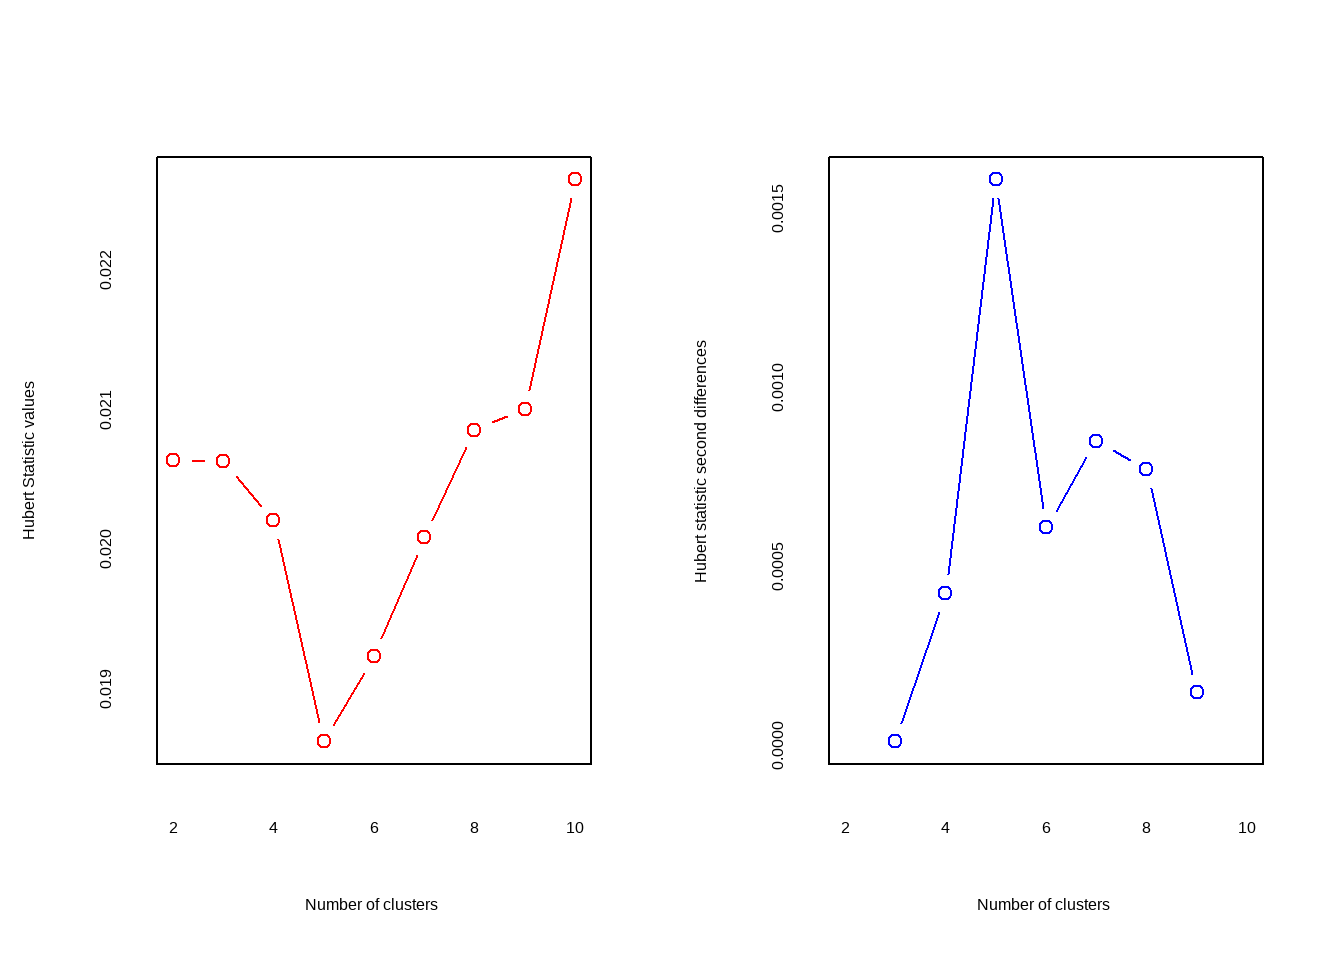 Hubert Statistic values
0.022
0.021
0.020
0.019
2 4 6 8 10
Number of clusters
Hubert statistic second differences
0.0015
0.0010
0.0005
0.0000
2 4 6 8 10
Number of clusters